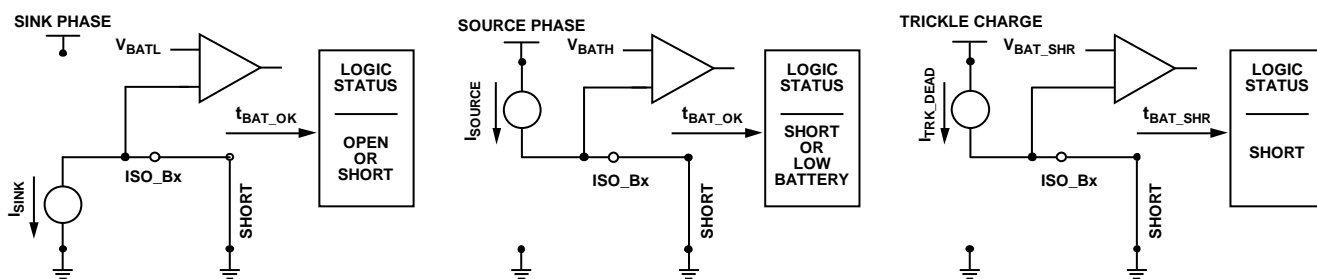 SINK PHASE
VBATL
LOGIC
STATUS
tBAT_OK
OPEN
OR
SHORT
ISO_Bx
ISINK
SHORT
SOURCE PHASE
VBATH
LOGIC
STATUS
ISOURCE
tBAT_OK
SHORT
OR LOW
BATTERY
ISO_Bx
SHORT
TRICKLE CHARGE
VBAT_SHR
LOGIC
STATUS
ITRK_DEAD
tBAT_SHR
SHORT
ISO_Bx
SHORT